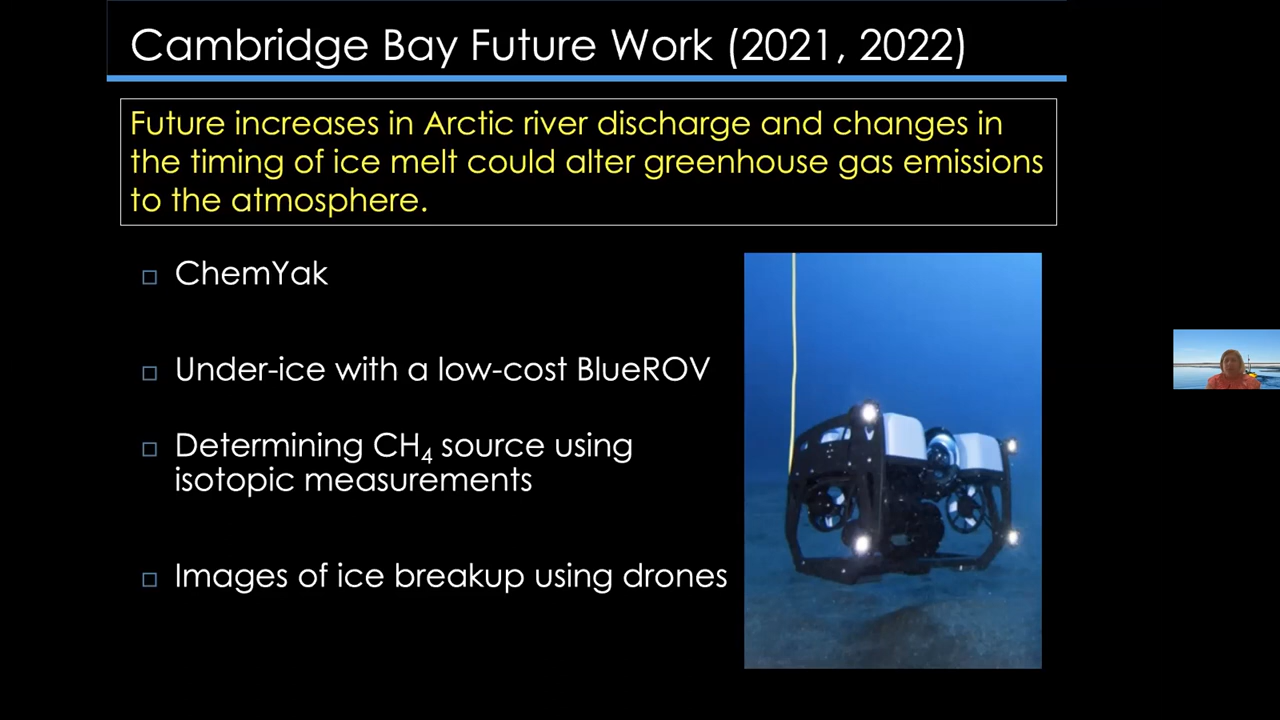 Cambridge Bay Future Work (2021, 2022)
Future increases in Arctic river discharge and changes in
the timing of ice melt could alter greenhouse gas emissions
to the atmosphere.
ChemYak
Under-ice with a low-cost BlueROV
Determining CH₄ source using
isotopic measurements
Images of ice breakup using drones